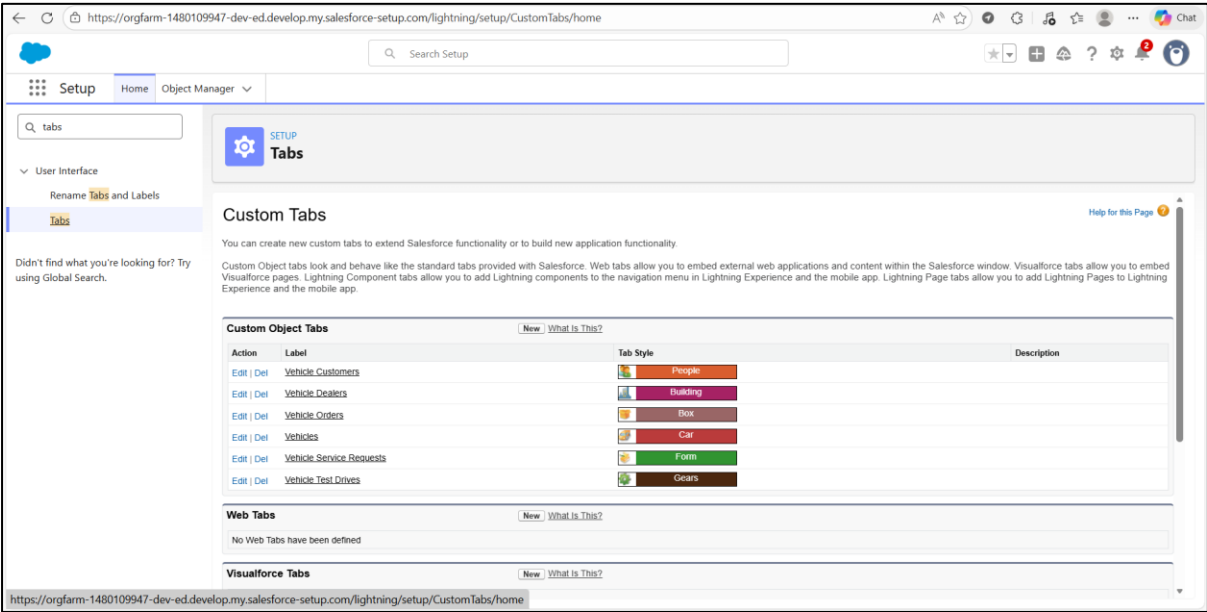 https://orgfarm-1480109947-dev-ed.develop.my.salesforce-setup.com/lightning/setup/CustomTabs/home
Chat
Search Setup
2
Setup
Home
Object Manager
tabs
User Interface
Rename Tabs and Labels
Tabs
Didn't find what you're looking for? Try
using Global Search.
SETUP
Tabs
Custom Tabs
Help for this Page
You can create new custom tabs to extend Salesforce functionality or to build new application functionality.
Custom Object tabs look and behave like the standard tabs provided with Salesforce. Web tabs allow you to embed external web applications and content within the Salesforce window. Visualforce tabs allow you to embed
Visualforce pages. Lightning Component tabs allow you to add Lightning components to the navigation menu in Lightning Experience and the mobile app. Lightning Page tabs allow you to add Lightning Pages to Lightning
Experience and the mobile app.
Custom Object Tabs New What Is This?
Action Label Tab Style Description
Edit | Del Vehicle Customers People
Edit | Del Vehicle Dealers Building
Edit | Del Vehicle Orders Box
Edit | Del Vehicles Car
Edit | Del Vehicle Service Requests Form
Edit | Del Vehicle Test Drives Gears
Web Tabs New What Is This?
No Web Tabs have been defined
Visualforce Tabs New What Is This?
https://orgfarm-1480109947-dev-ed.develop.my.salesforce-setup.com/lightning/setup/CustomTabs/home